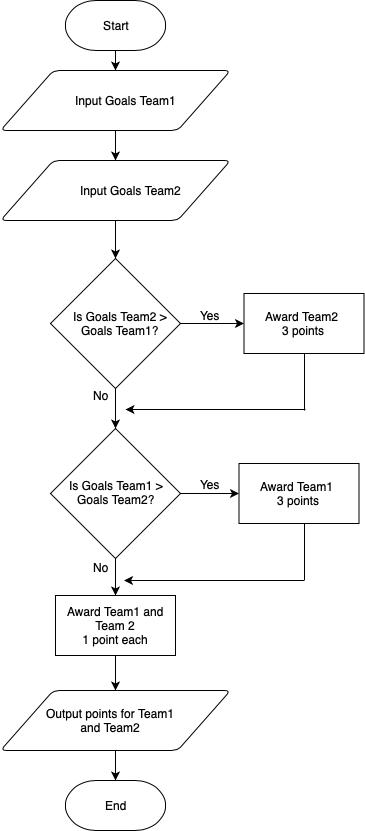 Start
Input Goals Team1
Input Goals Team2
Is Goals Team2 >
Goals Team1?
Yes
Award Team2
3 points
No
Is Goals Team1 >
Goals Team2?
Yes
Award Team1
3 points
No
Award Team1 and
Team 2
1 point each
Output points for Team1
and Team2
End